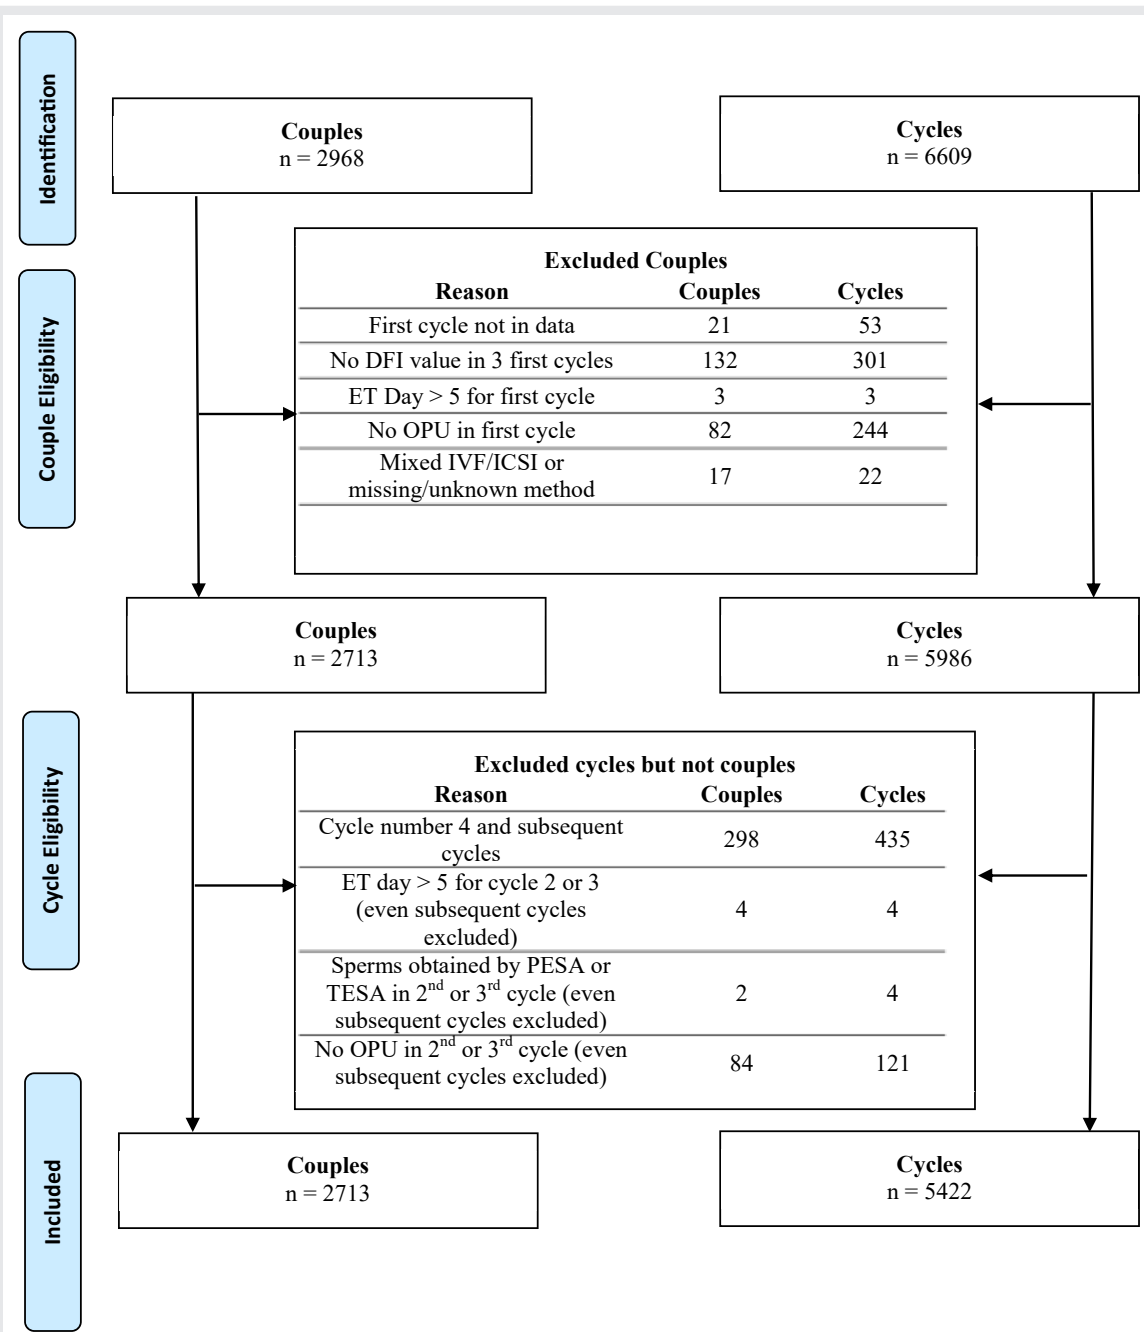 Identification
Couples
n = 2968
Cycles
n = 6609
Couple Eligibility
Excluded Couples
Reason Couples Cycles
First cycle not in data 21 53
No DFI value in 3 first cycles 132 301
ET Day > 5 for first cycle 3 3
No OPU in first cycle 82 244
Mixed IVF/ICSI or
missing/unknown method 17 22
Couples
n = 2713
Cycles
n = 5986
Cycle Eligibility
Excluded cycles but not couples
Reason Couples Cycles
Cycle number 4 and subsequent
cycles 298 435
ET day > 5 for cycle 2 or 3
(even subsequent cycles
excluded) 4 4
Sperms obtained by PESA or
TESA in 2nd or 3rd cycle (even
subsequent cycles excluded) 2 4
No OPU in 2nd or 3rd cycle (even
subsequent cycles excluded) 84 121
Included
Couples
n = 2713
Cycles
n = 5422